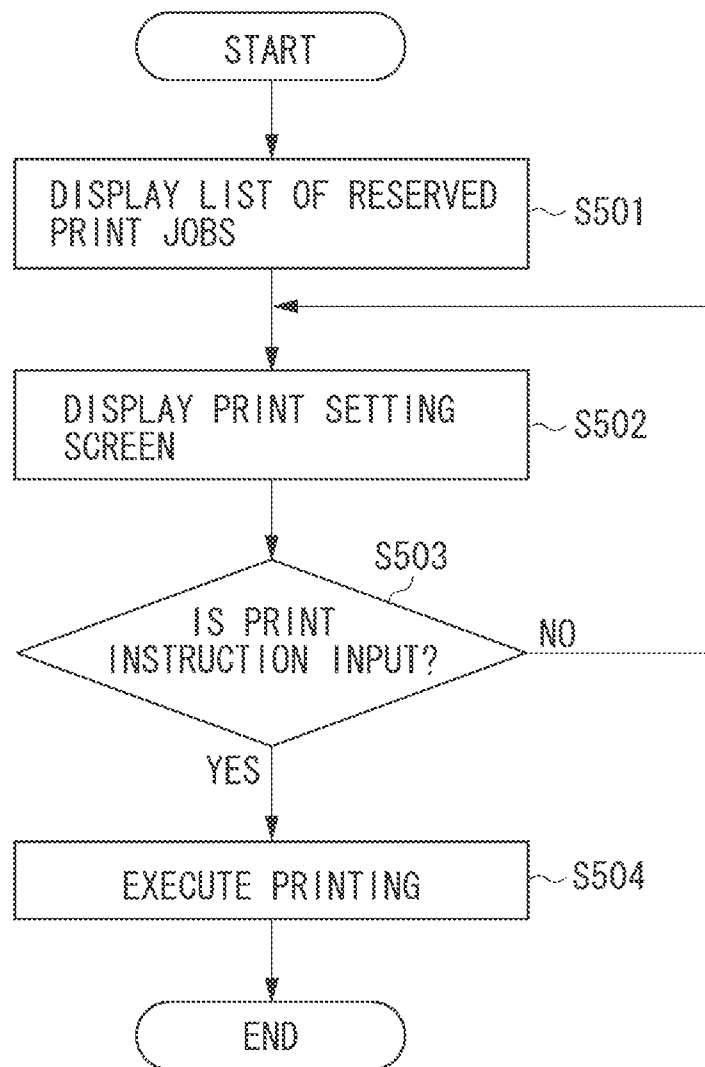 START
DISPLAY LIST OF RESERVED
PRINT JOBS
S501
DISPLAY PRINT SETTING
SCREEN
S502
S503
IS PRINT
INSTRUCTION INPUT?
NO
YES
EXECUTE PRINTING
S504
END